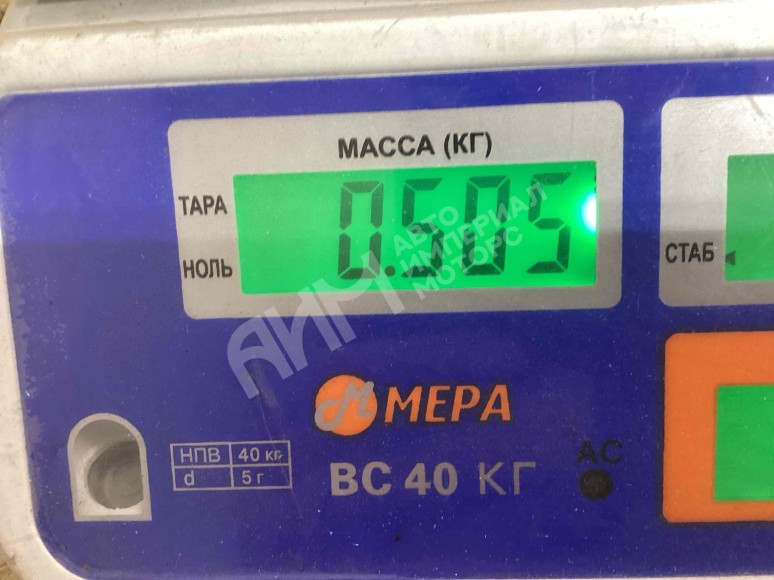 МАССА (КГ)
ТАРА
0.505
НОЛЬ
СТАБ
АИМ АВТО
ИМПЕРИАЛ
МОТОРС
М МЕРА
НПВ 40 кг
d 5 г
ВС 40 КГ
AC